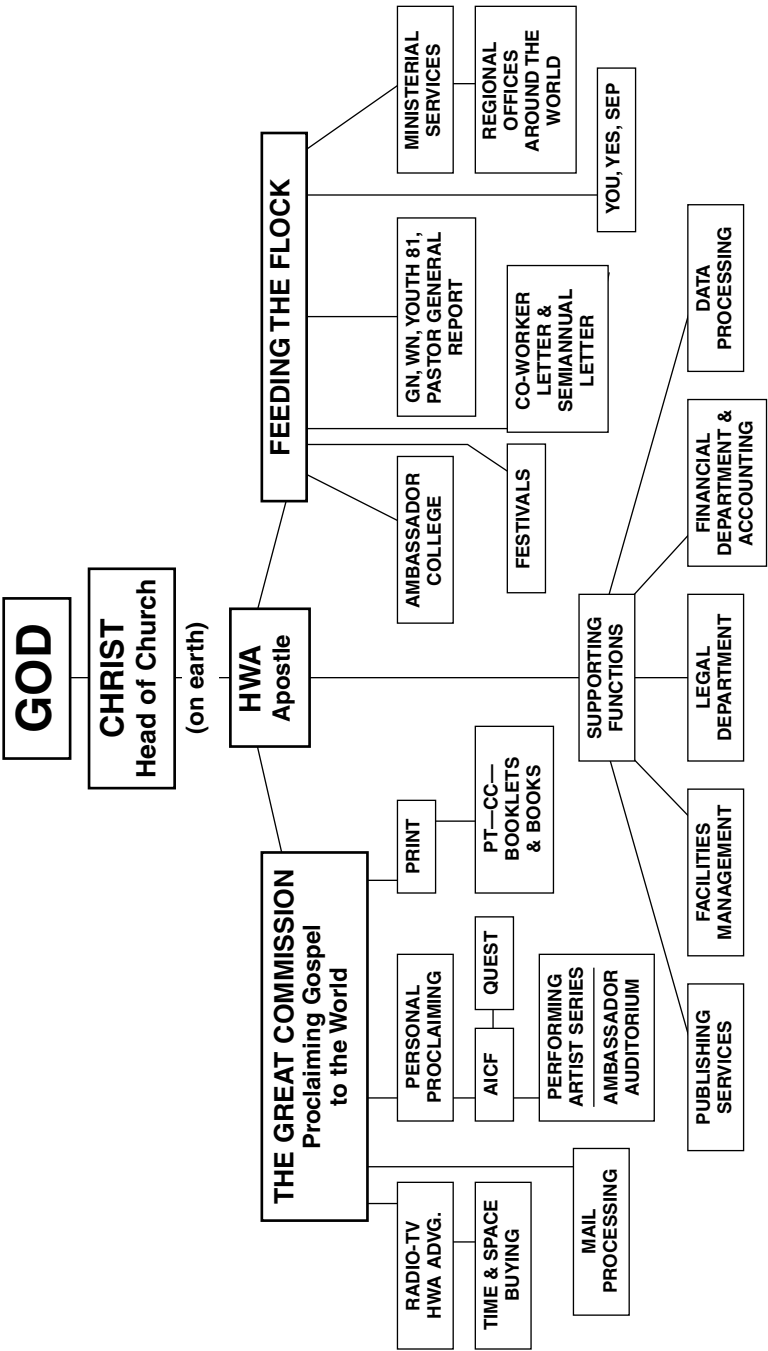 GOD
CHRIST
Head of Church
(on earth)
HWA
Apostle
THE GREAT COMMISSION
Proclaiming Gospel
to the World
RADIO-TV
HWA ADVG.
TIME & SPACE
BUYING
MAIL
PROCESSING
PERSONAL
PROCLAIMING
AICF
QUEST
PERFORMING
ARTIST SERIES
AMBASSADOR
AUDITORIUM
PRINT
PT—CC—
BOOKLETS
& BOOKS
FEEDING THE FLOCK
AMBASSADOR
COLLEGE
FESTIVALS
GN, WN, YOUTH 81,
PASTOR GENERAL
REPORT
CO-WORKER
LETTER &
SEMIANNUAL
LETTER
MINISTERIAL
SERVICES
REGIONAL
OFFICES
AROUND THE
WORLD
YOU, YES, SEP
SUPPORTING
FUNCTIONS
PUBLISHING
SERVICES
FACILITIES
MANAGEMENT
LEGAL
DEPARTMENT
FINANCIAL
DEPARTMENT &
ACCOUNTING
DATA
PROCESSING